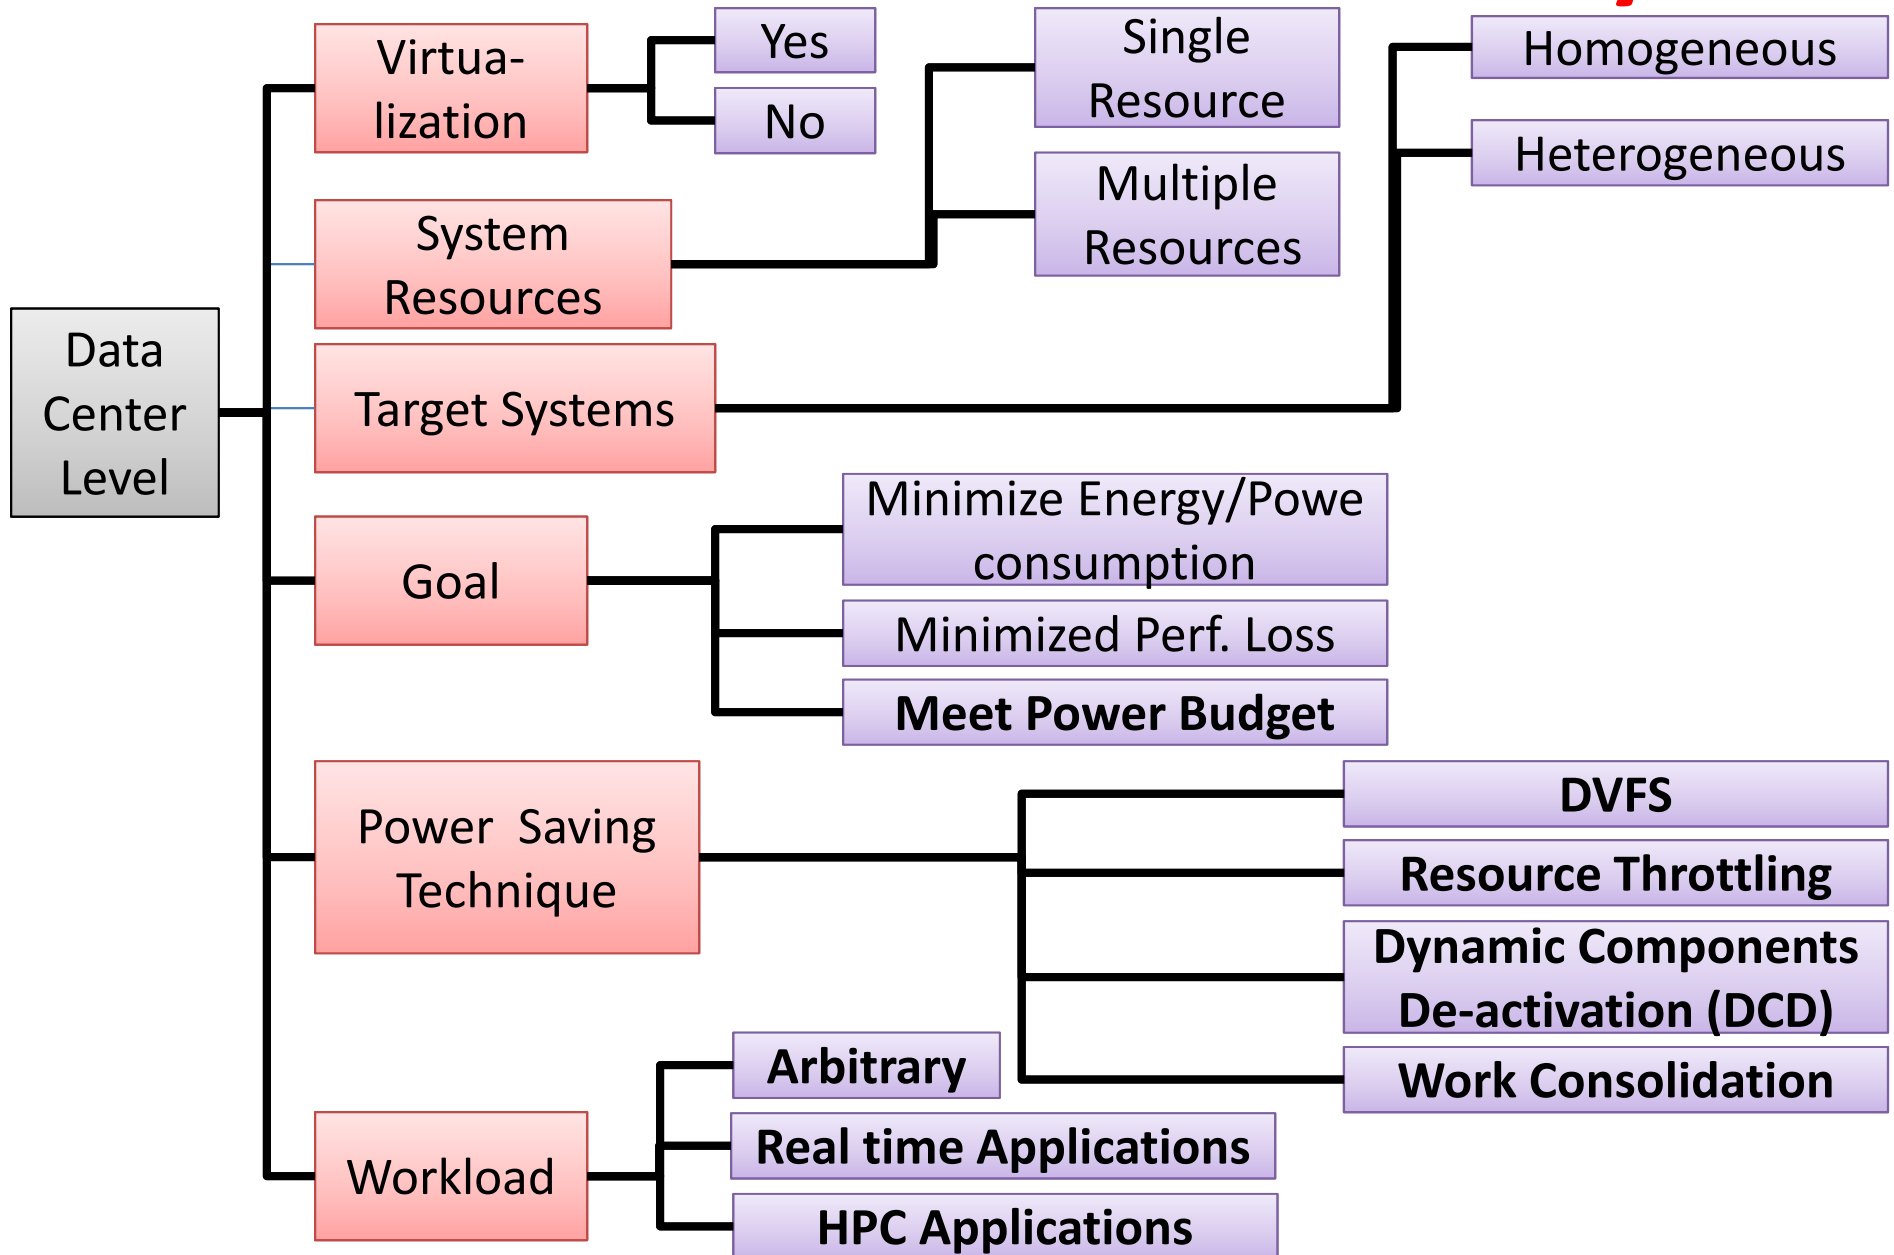 Virtua-
lization
Yes
No
System
Resources
Single
Resource
Multiple
Resources
Target Systems
Homogeneous
Heterogeneous
Data
Center
Level
Goal
Minimize Energy/Powe
consumption
Minimized Perf. Loss
Meet Power Budget
Power Saving
Technique
DVFS
Resource Throttling
Dynamic Components
De-activation (DCD)
Work Consolidation
Workload
Arbitrary
Real time Applications
HPC Applications